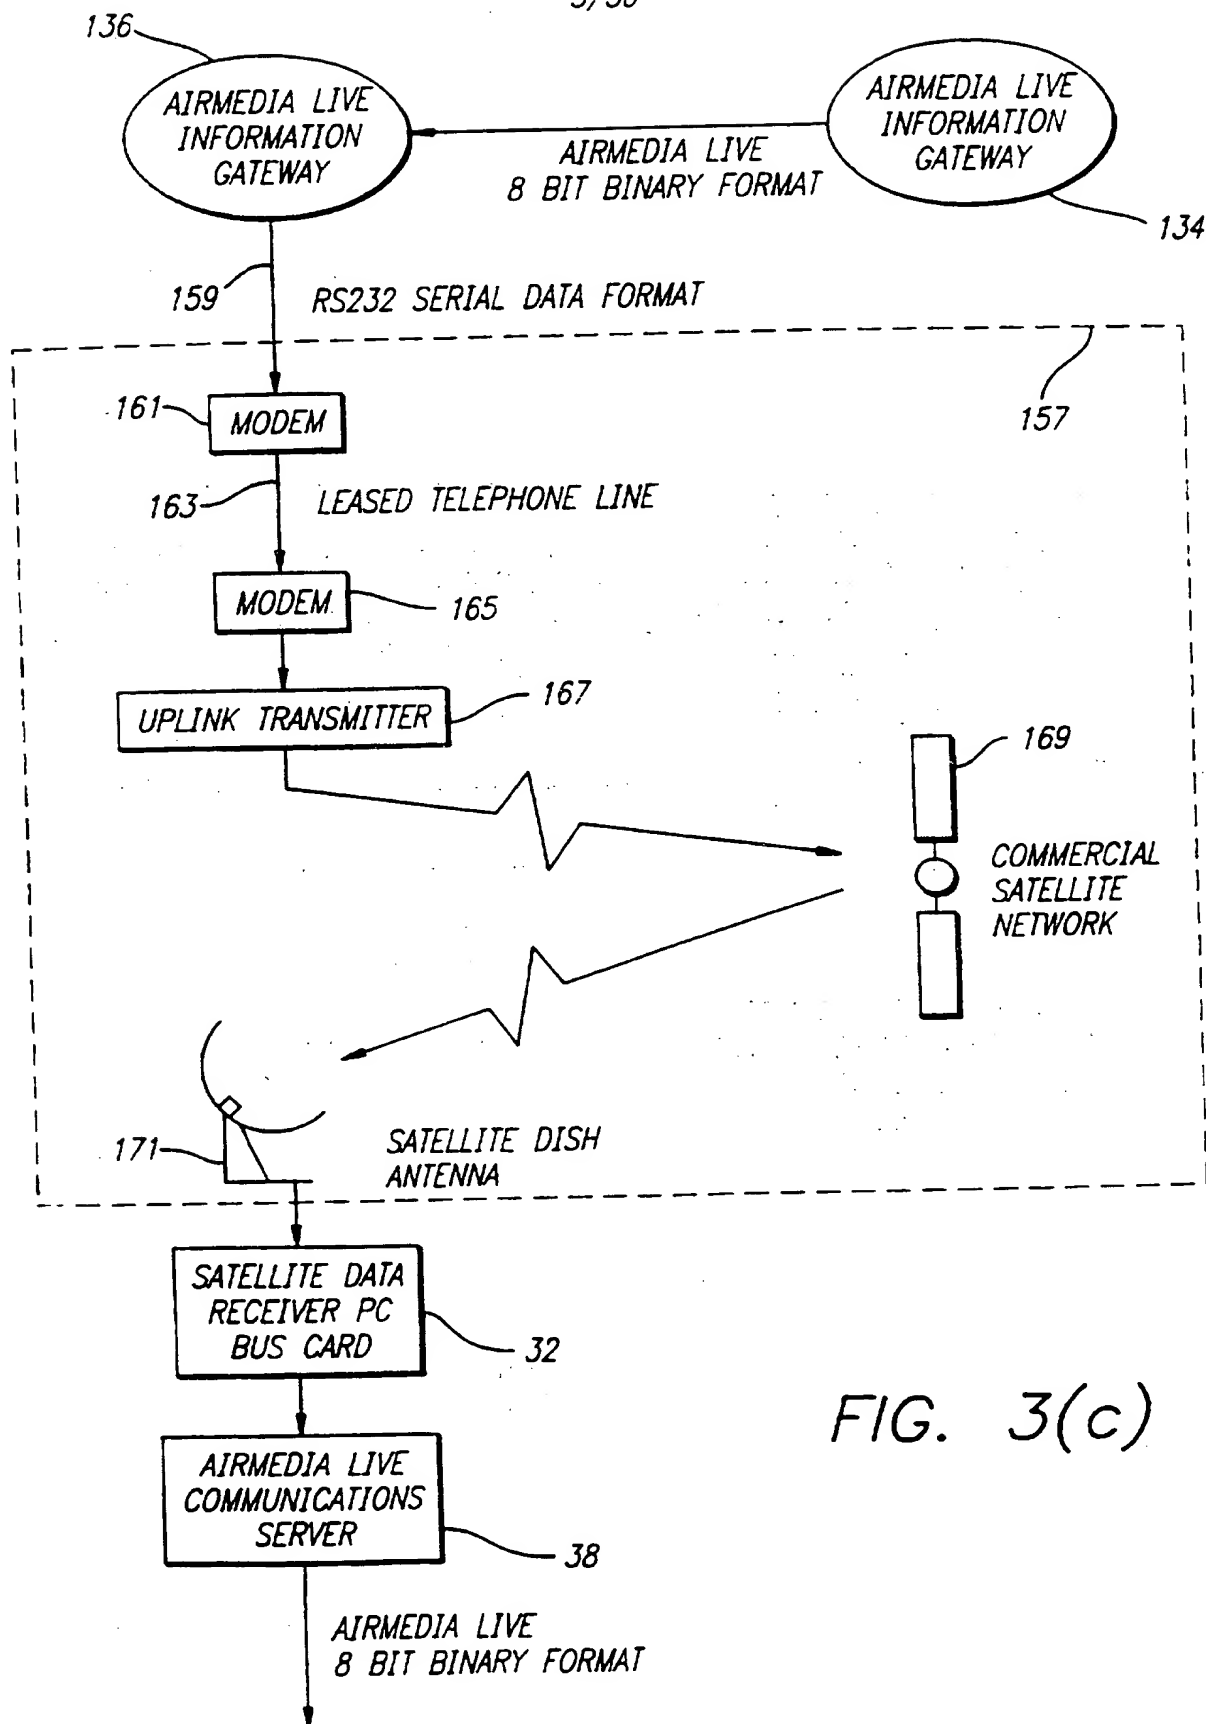 136
AIRMEDIA LIVE
INFORMATION
GATEWAY
AIRMEDIA LIVE
INFORMATION
GATEWAY
AIRMEDIA LIVE
8 BIT BINARY FORMAT
134
159
RS232 SERIAL DATA FORMAT
157
161
MODEM
163
LEASED TELEPHONE LINE
MODEM
165
167
UPLINK TRANSMITTER
169
COMMERCIAL
SATELLITE
NETWORK
171
SATELLITE DISH
ANTENNA
SATELLITE DATA
RECEIVER PC
BUS CARD
32
FIG. 3(c)
AIRMEDIA LIVE
COMMUNICATIONS
SERVER
38
AIRMEDIA LIVE
8 BIT BINARY FORMAT